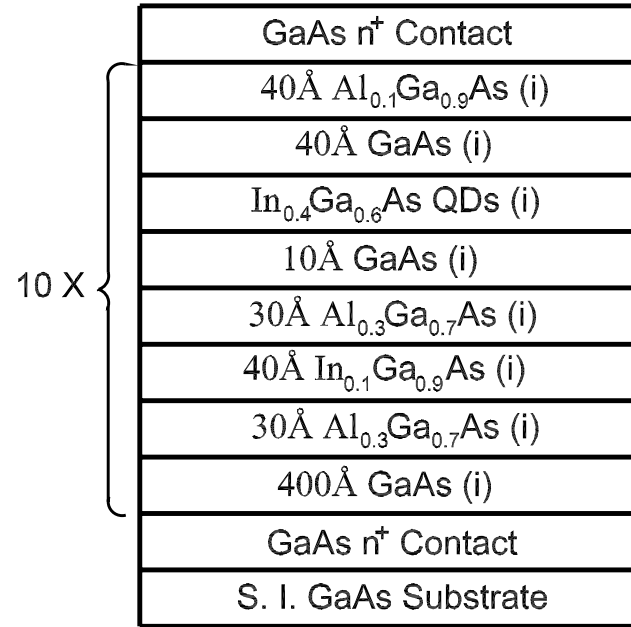 GaAs n⁺ Contact
40Å Al₀.₁Ga₀.₉As (i)
40Å GaAs (i)
In₀.₄Ga₀.₆As QDs (i)
10Å GaAs (i)
10 X
30Å Al₀.₃Ga₀.₇As (i)
40Å In₀.₁Ga₀.₉As (i)
30Å Al₀.₃Ga₀.₇As (i)
400Å GaAs (i)
GaAs n⁺ Contact
S. I. GaAs Substrate